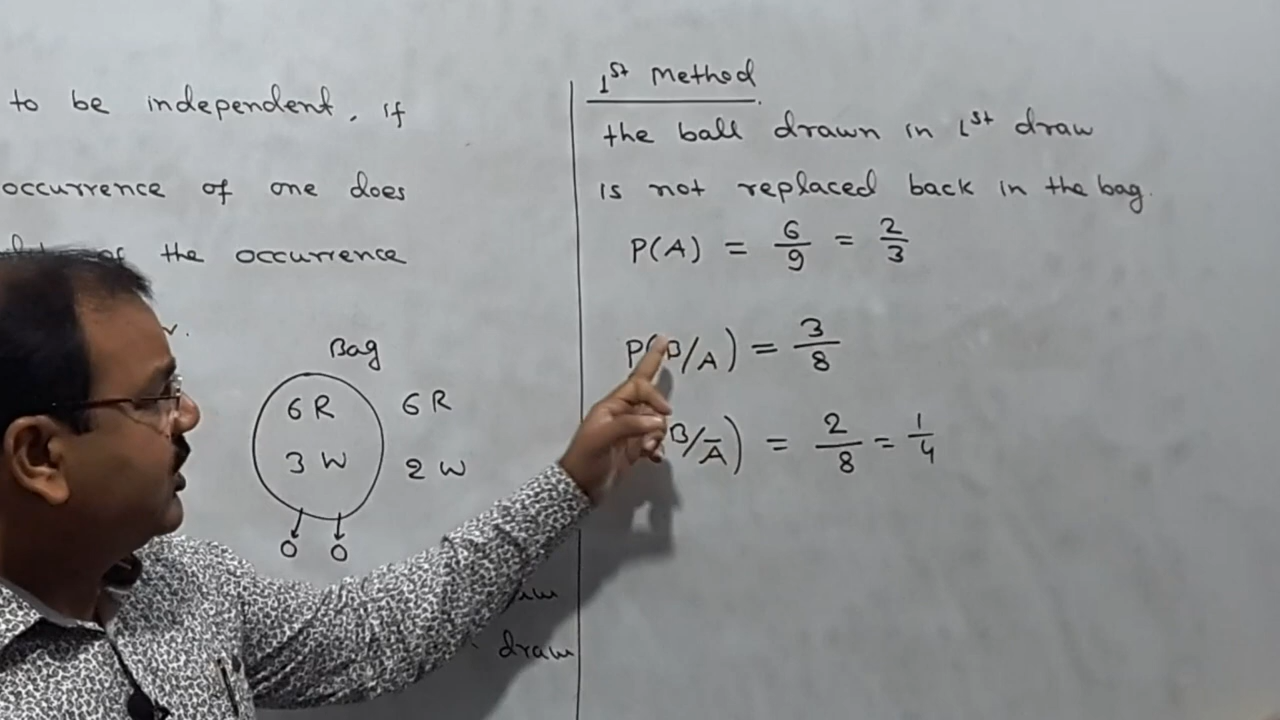 to be independent, if
occurrence of one does
of the occurrence
Bag
6 R
3 W
6 R
2 W
draw
1st Method
the ball drawn in 1st draw
is not replaced back in the bag.
P(A) = 6/9 = 2/3
P(B/A) = 3/8
B/A̅) = 2/8 = 1/4